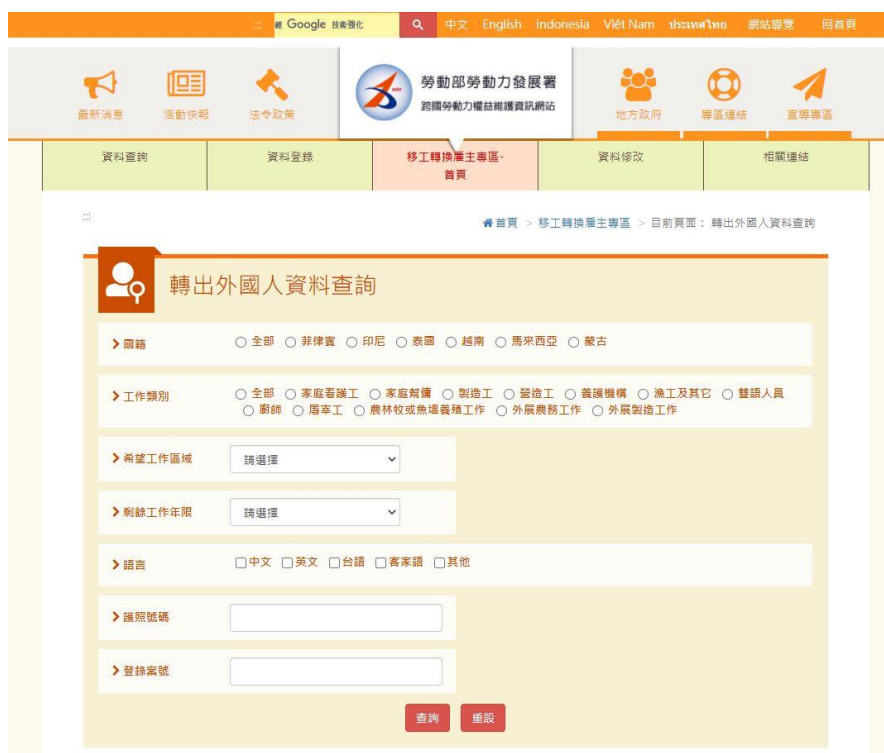 ::: 經 Google 技術強化 中文 English Indonesia Việt Nam ประเทศไทย 網站導覽 回首頁
最新消息 活動快報 法令政策
勞動部勞動力發展署
跨國勞動力權益維護資訊網站
地方政府 專區連結 宣導專區
資料查詢 資料登錄 移工轉換雇主專區- 資料修改 相關連結
首頁
::: 首頁 > 移工轉換雇主專區 > 目前頁面： 轉出外國人資料查詢
轉出外國人資料查詢
國籍 全部 菲律賓 印尼 泰國 越南 馬來西亞 蒙古
工作類別 全部 家庭看護工 家庭幫傭 製造工 營造工 養護機構 漁工及其它 雙語人員
廚師 屠宰工 農林牧或魚塭養殖工作 外展農務工作 外展製造工作
希望工作區域 請選擇
剩餘工作年限 請選擇
語言 中文 英文 台語 客家語 其他
護照號碼
登錄案號
查詢 重設